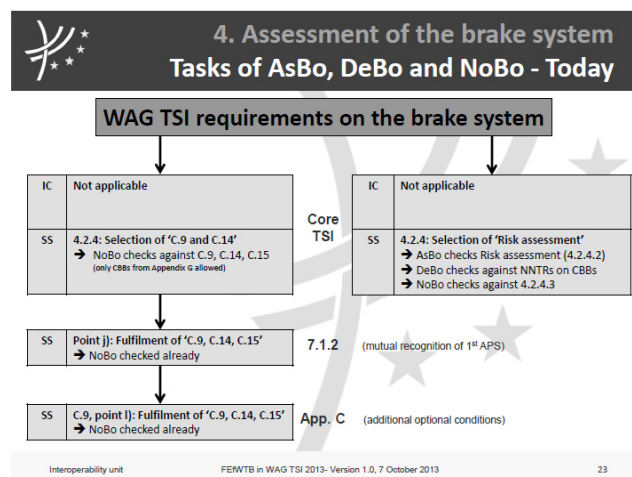 4. Assessment of the brake system
Tasks of AsBo, DeBo and NoBo - Today
WAG TSI requirements on the brake system
IC Not applicable
SS 4.2.4: Selection of 'C.9 and C.14'
➔ NoBo checks against C.9, C.14, C.15
(only CBBs from Appendix G allowed)
Core
TSI
IC Not applicable
SS 4.2.4: Selection of 'Risk assessment'
➔ AsBo checks Risk assessment (4.2.4.2)
➔ DeBo checks against NNTRs on CBBs
➔ NoBo checks against 4.2.4.3
SS Point j): Fulfilment of 'C.9, C.14, C.15'
➔ NoBo checked already
7.1.2 (mutual recognition of 1st APS)
SS C.9, point l): Fulfilment of 'C.9, C.14, C.15'
➔ NoBo checked already
App. C (additional optional conditions)
Interoperability unit FEIWTB in WAG TSI 2013- Version 1.0, 7 October 2013 23